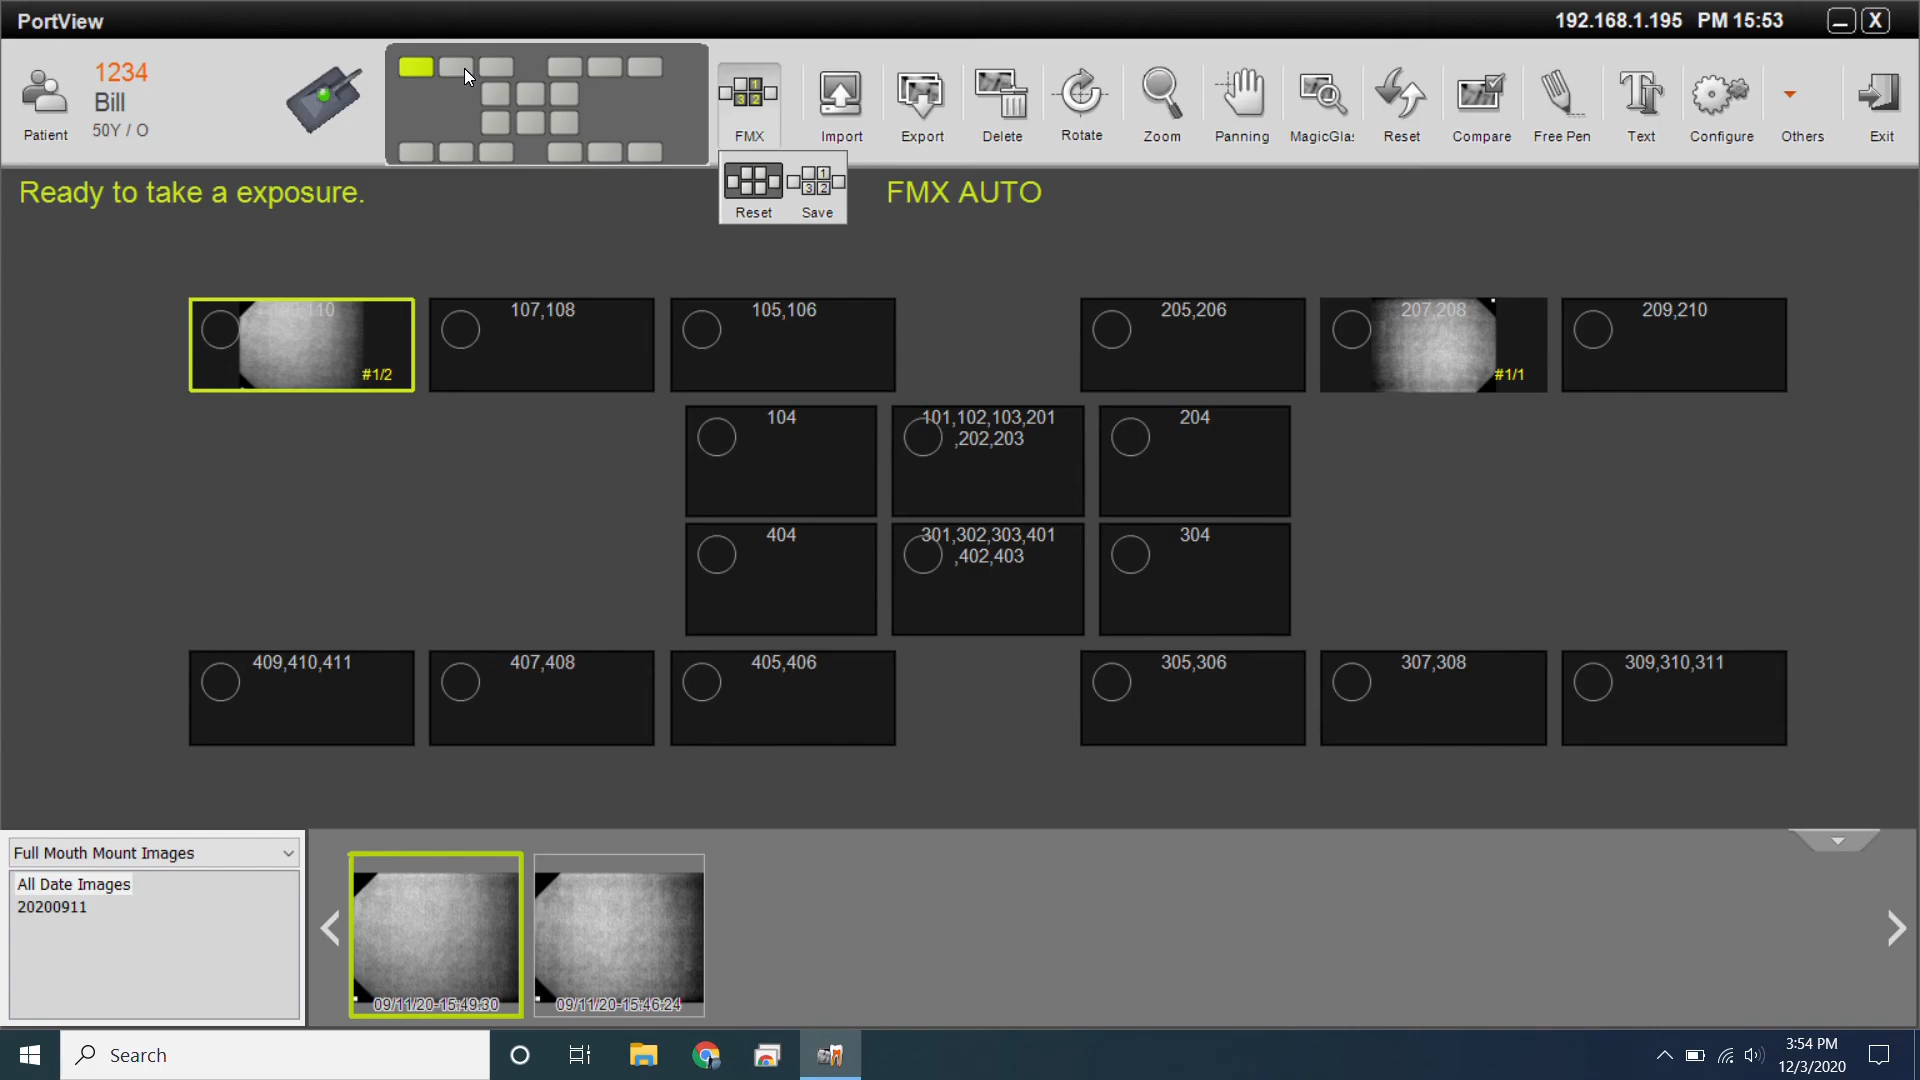 PortView
192.168.1.195 PM 15:53
X
Patient
1234
Bill
50Y / O
FMX
Import
Export
Delete
Rotate
Zoom
Panning
MagicGla
Reset
Compare
Free Pen
Text
Configure
Others
Exit
Reset
Save
Ready to take a exposure.
FMX AUTO
#1/2
107,108
105,106
205,206
207,208
#1/1
209,210
104
101,102,103,201
,202,203
204
404
301,302,303,401
,402,403
304
409,410,411
407,408
405,406
305,306
307,308
309,310,311
Full Mouth Mount Images
All Date Images
20200911
09/11/20-15:49:30
09/11/20-15:46:24
Search
3:54 PM
12/3/2020